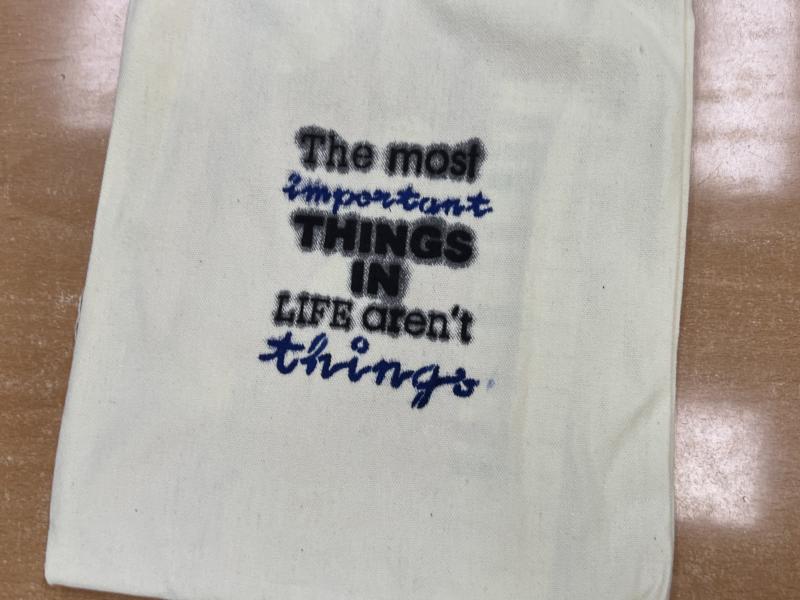 The most
important
THINGS
IN
LIFE aren't
things